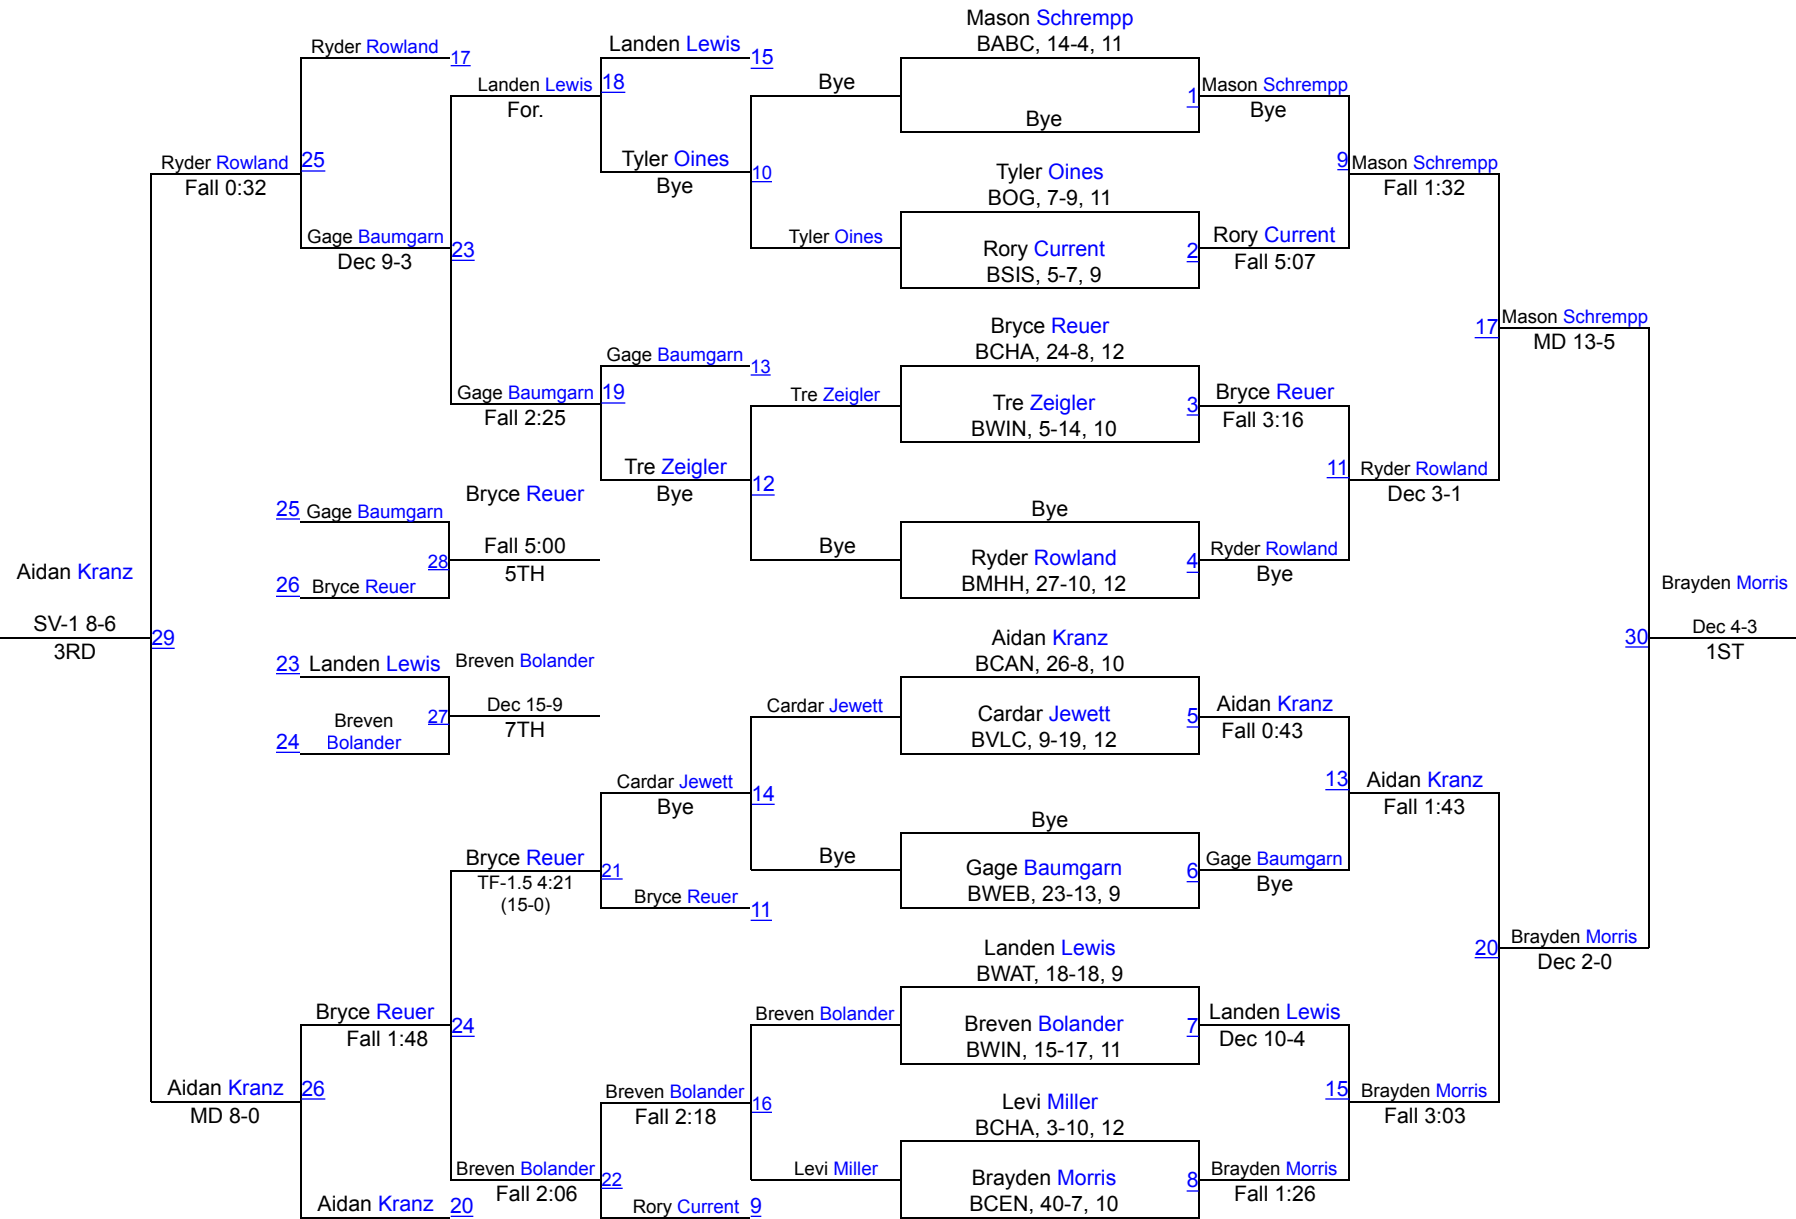 Mason Schrempp
BABC, 14-4, 11
Bye
Tyler Oines
BOG, 7-9, 11
Rory Current
BSIS, 5-7, 9
Bryce Reuer
BCHA, 24-8, 12
Tre Zeigler
BWIN, 5-14, 10
Bye
Ryder Rowland
BMHH, 27-10, 12
Aidan Kranz
BCAN, 26-8, 10
Cardar Jewett
BVLC, 9-19, 12
Bye
Gage Baumgarn
BWEB, 23-13, 9
Landen Lewis
BWAT, 18-18, 9
Breven Bolander
BWIN, 15-17, 11
Levi Miller
BCHA, 3-10, 12
Brayden Morris
BCEN, 40-7, 10
1
Mason Schrempp
Bye
2
Rory Current
Fall 5:07
3
Bryce Reuer
Fall 3:16
4
Ryder Rowland
Bye
5
Aidan Kranz
Fall 0:43
6
Gage Baumgarn
Bye
7
Landen Lewis
Dec 10-4
8
Brayden Morris
Fall 1:26
9
Mason Schrempp
Fall 1:32
11
Ryder Rowland
Dec 3-1
13
Aidan Kranz
Fall 1:43
15
Brayden Morris
Fall 3:03
17
Mason Schrempp
MD 13-5
20
Brayden Morris
Dec 2-0
30
Brayden Morris
Dec 4-3
1ST
Bye
Tyler Oines
Tre Zeigler
Bye
Cardar Jewett
Bye
Breven Bolander
Levi Miller
Landen Lewis
15
Tyler Oines
10
Bye
Gage Baumgarn
13
Tre Zeigler
12
Bye
Cardar Jewett
14
Bye
Bryce Reuer
11
Breven Bolander
16
Fall 2:18
Rory Current
9
Landen Lewis
18
For.
Gage Baumgarn
19
Fall 2:25
Bryce Reuer
21
TF-1.5 4:21
(15-0)
Breven Bolander
22
Fall 2:06
Ryder Rowland
17
Gage Baumgarn
23
Dec 9-3
Bryce Reuer
24
Fall 1:48
Aidan Kranz
20
Ryder Rowland
25
Fall 0:32
Aidan Kranz
26
MD 8-0
25
Gage Baumgarn
26
Bryce Reuer
28
Bryce Reuer
Fall 5:00
5TH
23
Landen Lewis
24
Breven
Bolander
27
Breven Bolander
Dec 15-9
7TH
Aidan Kranz
29
SV-1 8-6
3RD